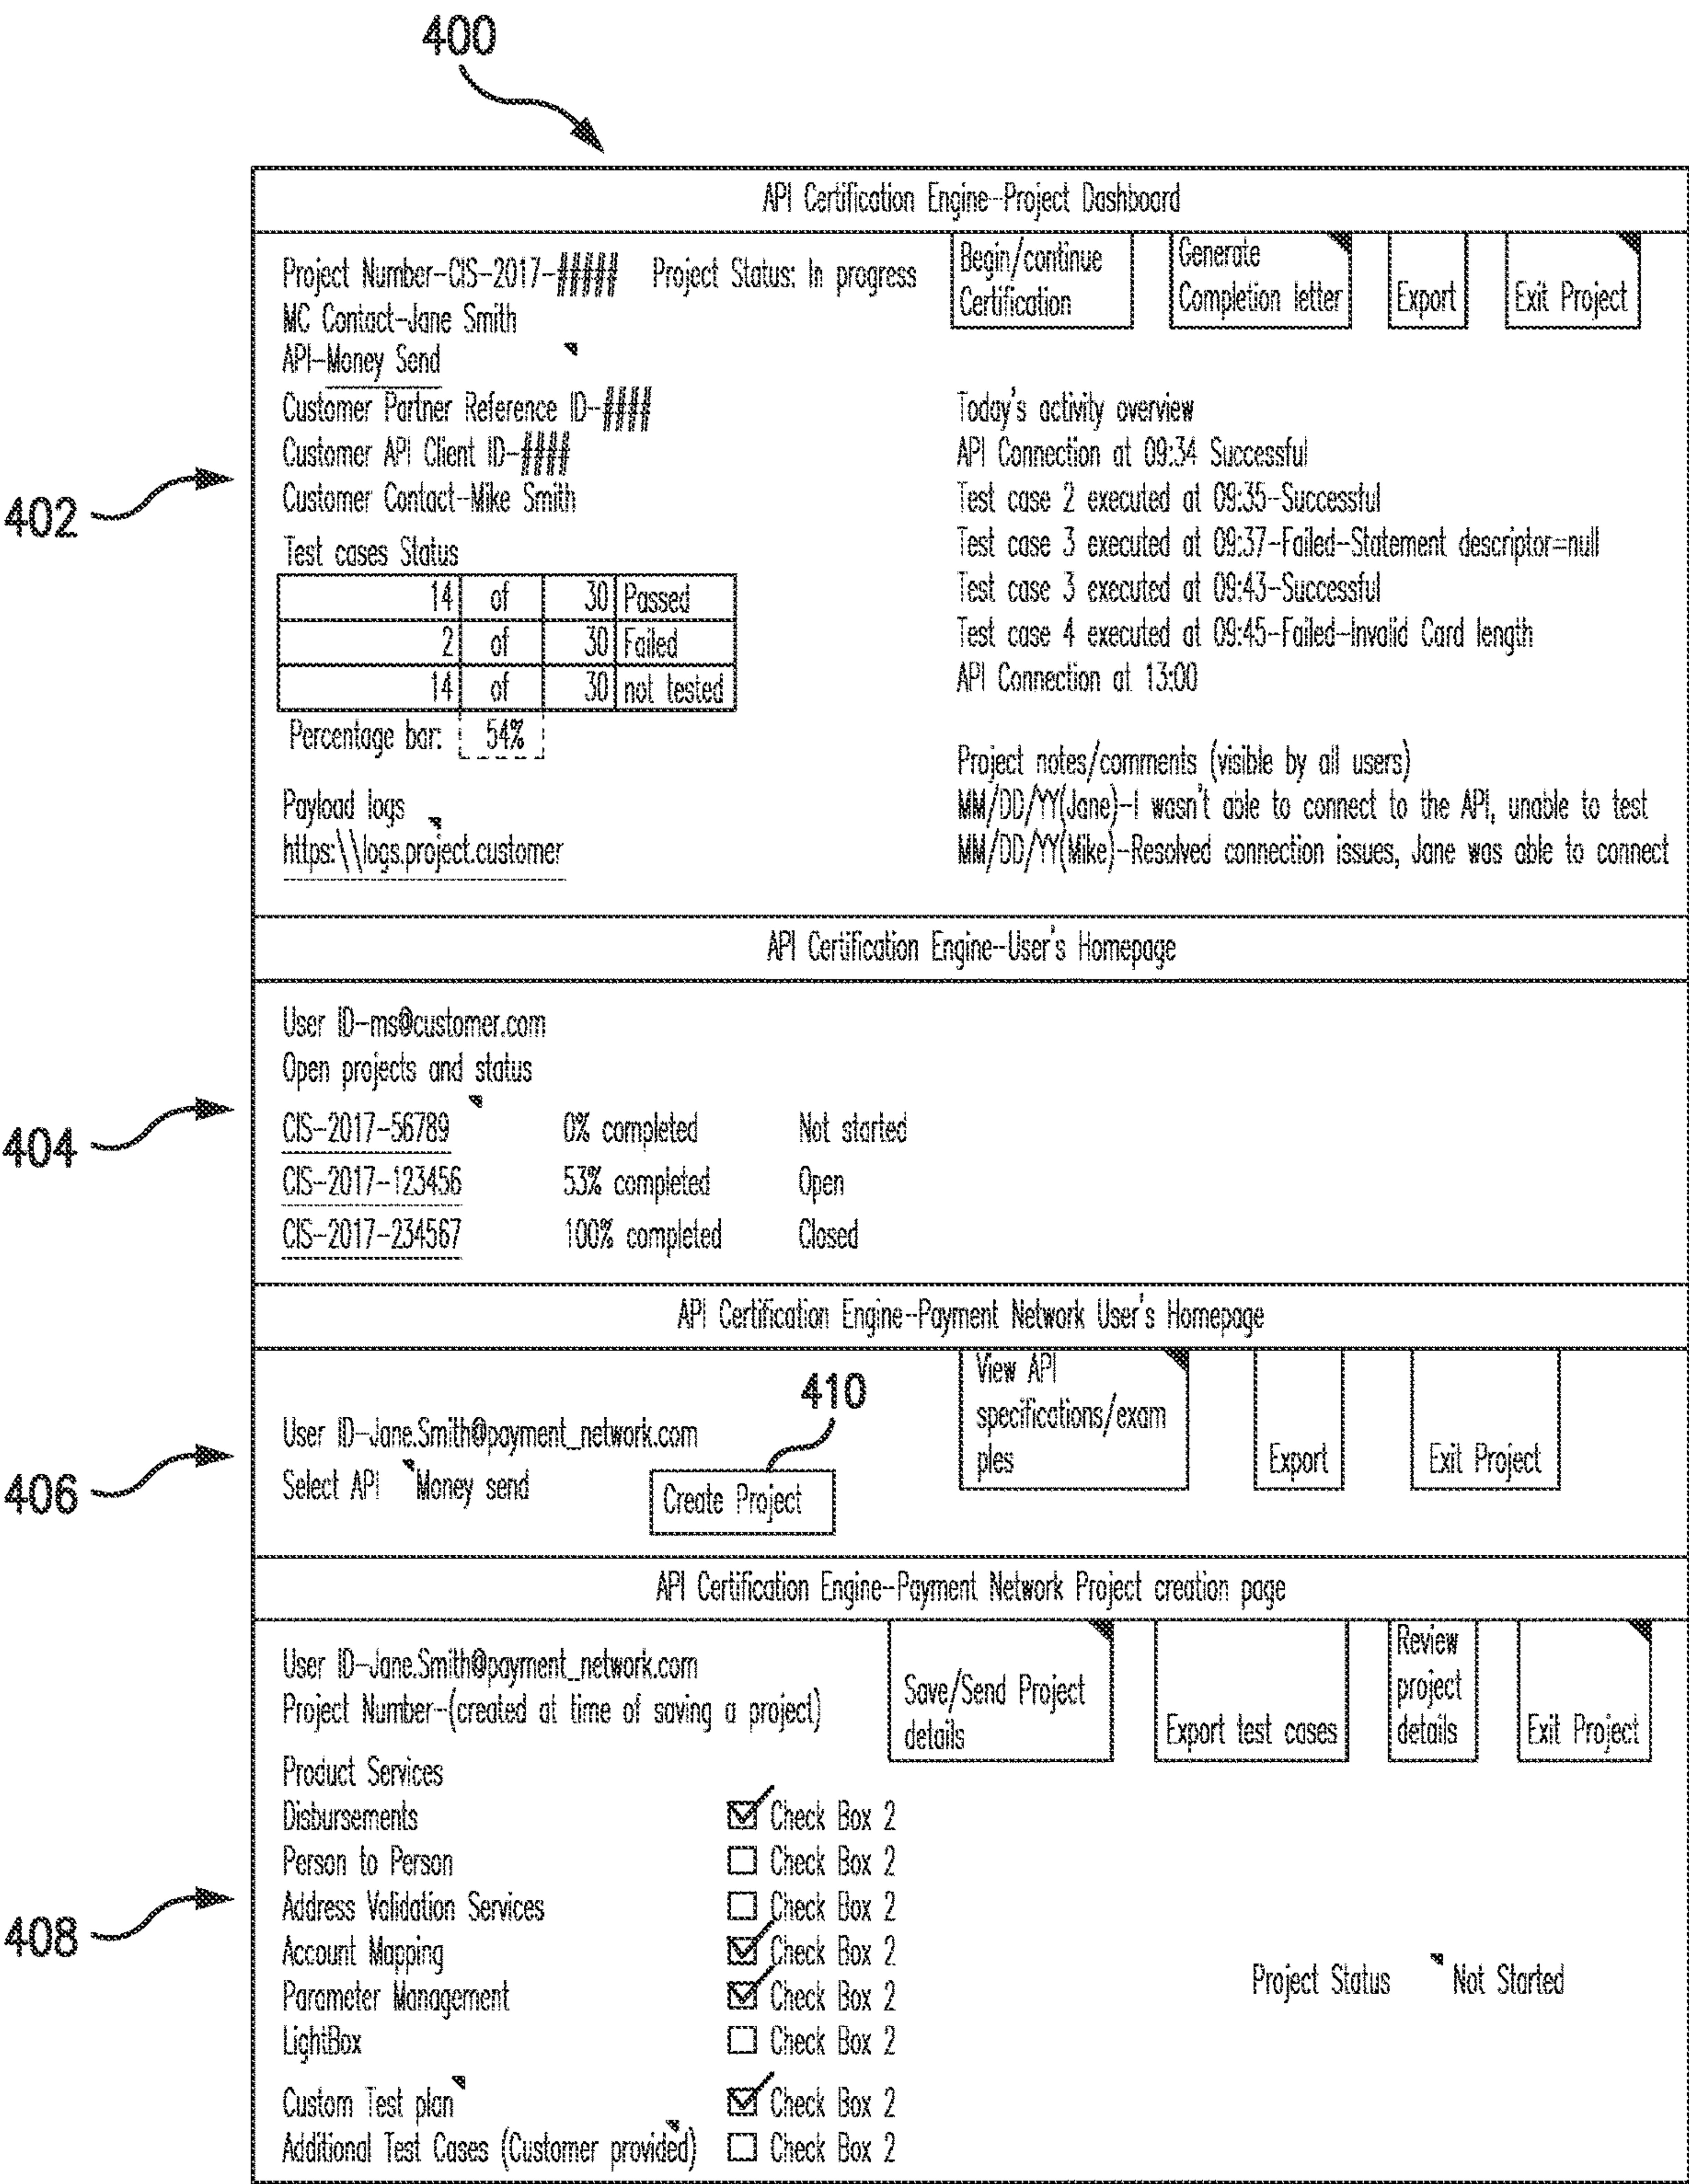 400
API Certification Engine--Project Dashboard
Project Number-CIS-2017-##### Project Status: In progress
Begin/continue Certification
Generate Completion letter
Export
Exit Project
MC Contact-Jane Smith
API-Money Send
Customer Partner Reference ID-####
Customer API Client ID-####
Customer Contact-Mike Smith
402
Test cases Status
14 of 30 Passed
2 of 30 Failed
14 of 30 not tested
Percentage bar: 54%
Payload logs
https:\\logs.project.customer
Today's activity overview
API Connection at 09:34 Successful
Test case 2 executed at 09:35-Successful
Test case 3 executed at 09:37-Failed-Statement descriptor=null
Test case 3 executed at 09:43-Successful
Test case 4 executed at 09:45-Failed-Invalid Card length
API Connection at 13:00
Project notes/comments (visible by all users)
MM/DD/YY(Jane)-I wasn't able to connect to the API, unable to test
MM/DD/YY(Mike)-Resolved connection issues, Jane was able to connect
API Certification Engine--User's Homepage
User ID-ms@customer.com
Open projects and status
404
CIS-2017-56789 0% completed Not started
CIS-2017-123456 53% completed Open
CIS-2017-234567 100% completed Closed
API Certification Engine--Payment Network User's Homepage
406
User ID-Jane.Smith@payment_network.com
Select API Money send
410
Create Project
View API
specifications/exam
ples
Export
Exit Project
API Certification Engine--Payment Network Project creation page
User ID-Jane.Smith@payment_network.com
Project Number-(created at time of saving a project)
Save/Send Project
details
Export test cases
Review
project
details
Exit Project
408
Product Services
Disbursements Check Box 2
Person to Person Check Box 2
Address Validation Services Check Box 2
Account Mapping Check Box 2
Parameter Management Check Box 2
LightBox Check Box 2
Project Status Not Started
Custom Test plan Check Box 2
Additional Test Cases (Customer provided) Check Box 2